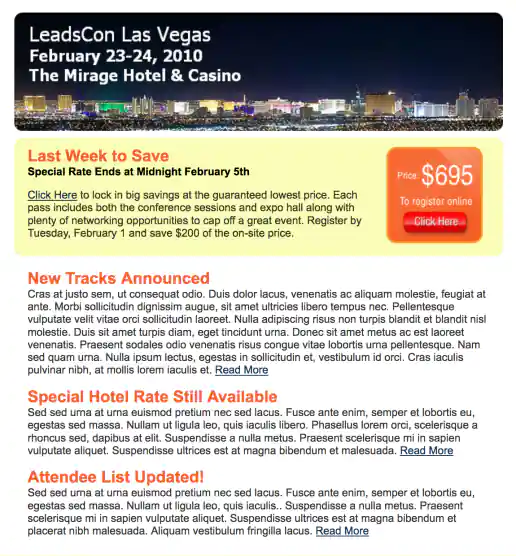 LeadsCon Las Vegas
February 23-24, 2010
The Mirage Hotel & Casino
Last Week to Save
Special Rate Ends at Midnight February 5th
Click Here to lock in big savings at the guaranteed lowest price. Each
pass includes both the conference sessions and expo hall along with
plenty of networking opportunities to cap off a great event. Register by
Tuesday, February 1 and save $200 of the on-site price.
Price: $695
To register online
Click Here
New Tracks Announced
Cras at justo sem, ut consequat odio. Duis dolor lacus, venenatis ac aliquam molestie, feugiat at
ante. Morbi sollicitudin dignissim augue, sit amet ultricies libero tempus nec. Pellentesque
vulputate velit vitae orci sollicitudin laoreet. Nulla adipiscing risus non turpis blandit et blandit nisl
molestie. Duis sit amet turpis diam, eget tincidunt urna. Donec sit amet metus ac est laoreet
venenatis. Praesent sodales odio venenatis risus congue vitae lobortis urna pellentesque. Nam
sed quam urna. Nulla ipsum lectus, egestas in sollicitudin et, vestibulum id orci. Cras iaculis
pulvinar nibh, at mollis lorem iaculis et. Read More
Special Hotel Rate Still Available
Sed sed urna at urna euismod pretium nec sed lacus. Fusce ante enim, semper et lobortis eu,
egestas sed massa. Nullam ut ligula leo, quis iaculis libero. Phasellus lorem orci, scelerisque a
rhoncus sed, dapibus at elit. Suspendisse a nulla metus. Praesent scelerisque mi in sapien
vulputate aliquet. Suspendisse ultrices est at magna bibendum et malesuada. Read More
Attendee List Updated!
Sed sed urna at urna euismod pretium nec sed lacus. Fusce ante enim, semper et lobortis eu,
egestas sed massa. Nullam ut ligula leo, quis iaculis.. Suspendisse a nulla metus. Praesent
scelerisque mi in sapien vulputate aliquet. Suspendisse ultrices est at magna bibendum et
placerat nibh malesuada. Aliquam vestibulum fringilla lacus. Read More